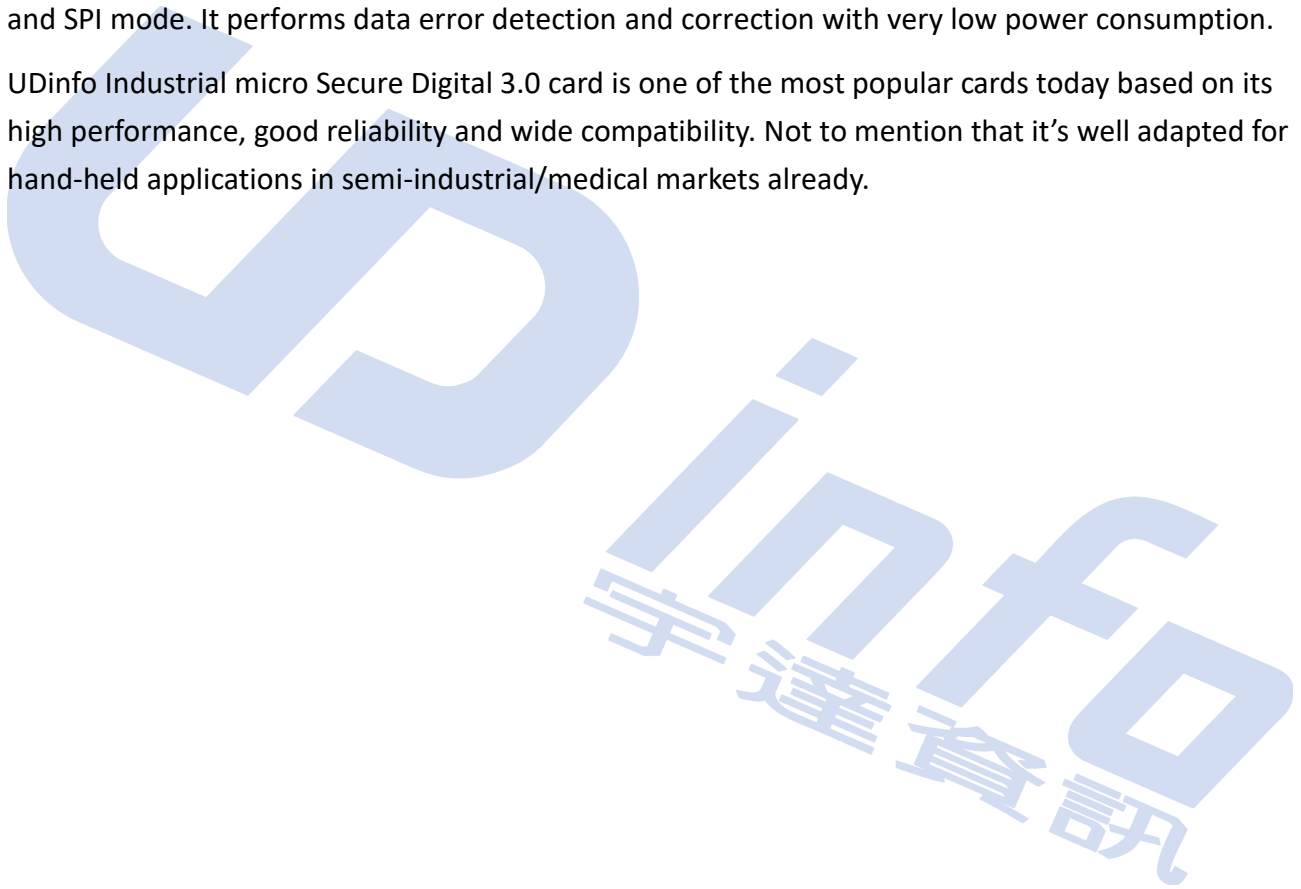 and SPI mode. It performs data error detection and correction with very low power consumption.
UDinfo Industrial micro Secure Digital 3.0 card is one of the most popular cards today based on its
high performance, good reliability and wide compatibility. Not to mention that it’s well adapted for
hand-held applications in semi-industrial/medical markets already.
UDinfo
宇達資訊